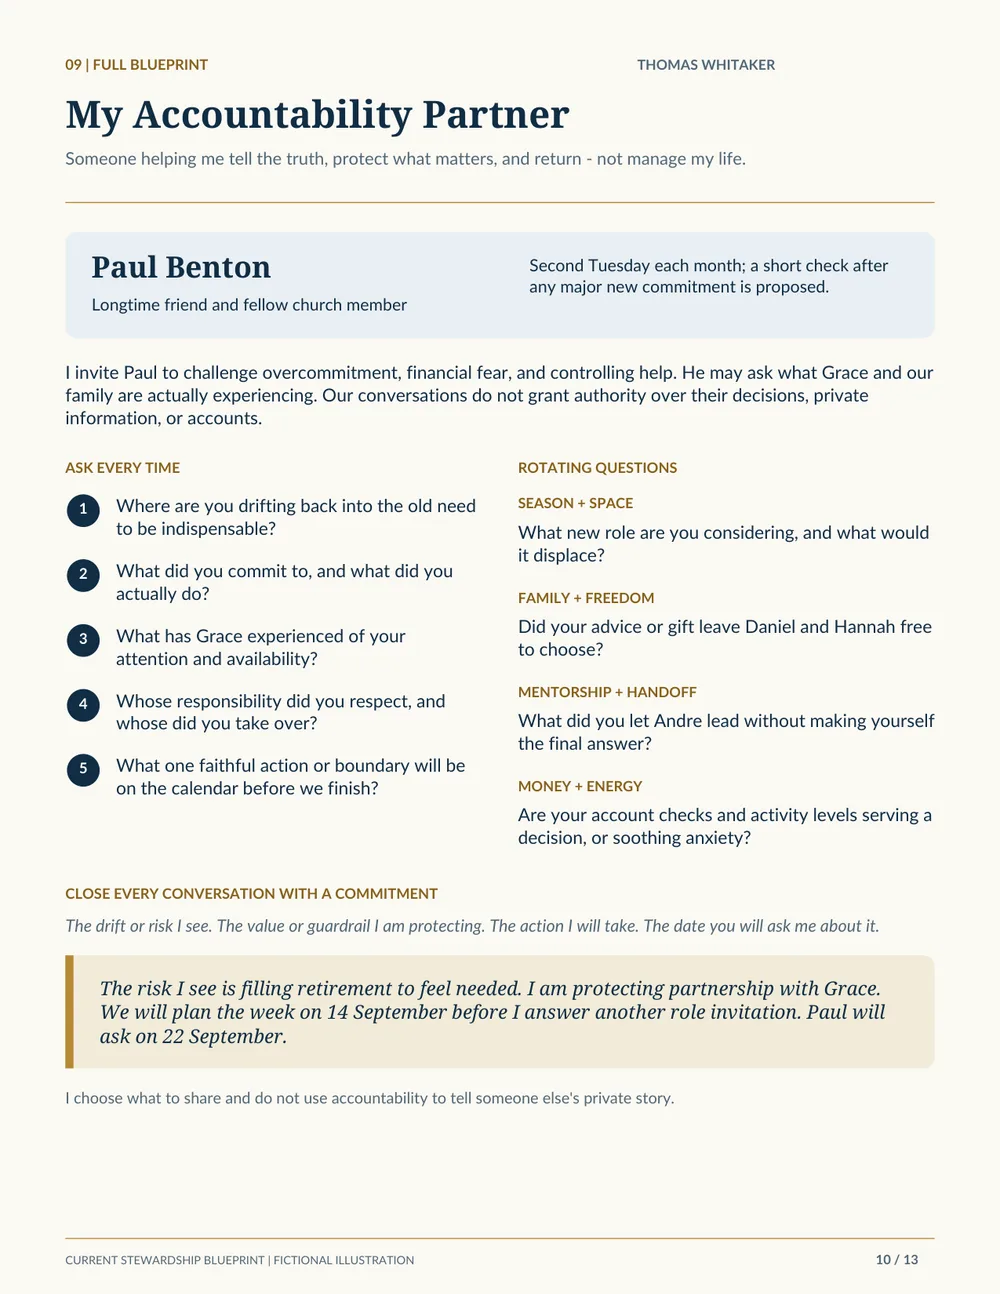 09 | FULL BLUEPRINT
THOMAS WHITAKER
My Accountability Partner
Someone helping me tell the truth, protect what matters, and return - not manage my life.
Paul Benton
Longtime friend and fellow church member
Second Tuesday each month; a short check after
any major new commitment is proposed.
I invite Paul to challenge overcommitment, financial fear, and controlling help. He may ask what Grace and our
family are actually experiencing. Our conversations do not grant authority over their decisions, private
information, or accounts.
ASK EVERY TIME
1
Where are you drifting back into the old need
to be indispensable?
2
What did you commit to, and what did you
actually do?
3
What has Grace experienced of your
attention and availability?
4
Whose responsibility did you respect, and
whose did you take over?
5
What one faithful action or boundary will be
on the calendar before we finish?
ROTATING QUESTIONS
SEASON + SPACE
What new role are you considering, and what would
it displace?
FAMILY + FREEDOM
Did your advice or gift leave Daniel and Hannah free
to choose?
MENTORSHIP + HANDOFF
What did you let Andre lead without making yourself
the final answer?
MONEY + ENERGY
Are your account checks and activity levels serving a
decision, or soothing anxiety?
CLOSE EVERY CONVERSATION WITH A COMMITMENT
The drift or risk I see. The value or guardrail I am protecting. The action I will take. The date you will ask me about it.
The risk I see is filling retirement to feel needed. I am protecting partnership with Grace.
We will plan the week on 14 September before I answer another role invitation. Paul will
ask on 22 September.
I choose what to share and do not use accountability to tell someone else's private story.
CURRENT STEWARDSHIP BLUEPRINT | FICTIONAL ILLUSTRATION
10 / 13